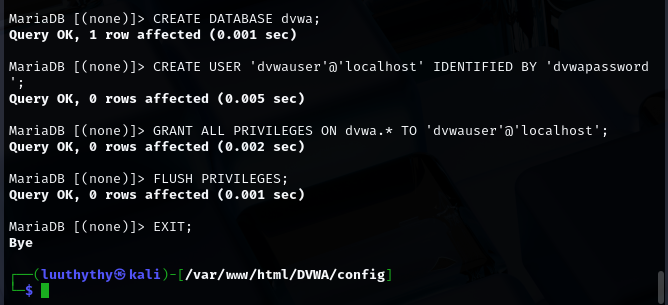 MariaDB [(none)]> CREATE DATABASE dvwa;
Query OK, 1 row affected (0.001 sec)
MariaDB [(none)]> CREATE USER 'dvwauser'@'localhost' IDENTIFIED BY 'dvwapassword
';
Query OK, 0 rows affected (0.005 sec)
MariaDB [(none)]> GRANT ALL PRIVILEGES ON dvwa.* TO 'dvwauser'@'localhost';
Query OK, 0 rows affected (0.002 sec)
MariaDB [(none)]> FLUSH PRIVILEGES;
Query OK, 0 rows affected (0.001 sec)
MariaDB [(none)]> EXIT;
Bye
┌──(luuthythy㉿kali)-[/var/www/html/DVWA/config]
└─$